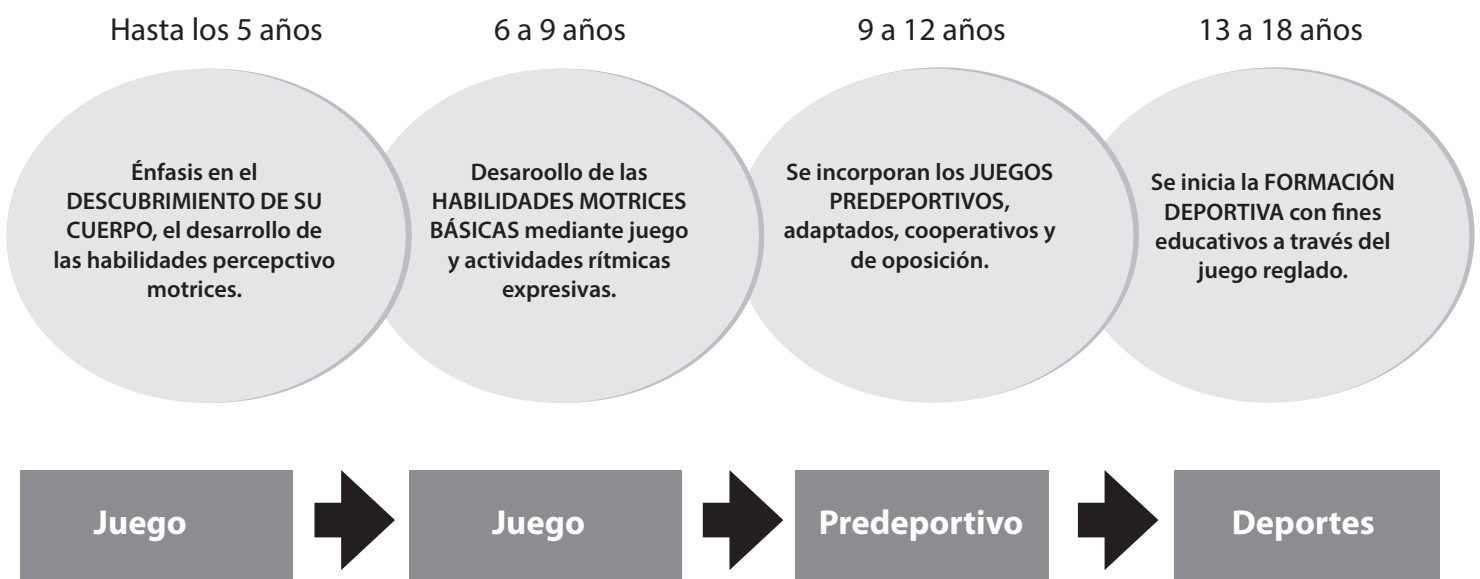 Hasta los 5 años
6 a 9 años
9 a 12 años
13 a 18 años
Énfasis en el
DESCUBRIMIENTO DE SU
CUERPO, el desarrollo de
las habilidades percepctivo
motrices.
Desaroollo de las
HABILIDADES MOTRICES
BÁSICAS mediante juego
y actividades rítmicas
expresivas.
Se incorporan los JUEGOS
PREDEPORTIVOS,
adaptados, cooperativos y
de oposición.
Se inicia la FORMACIÓN
DEPORTIVA con fines
educativos a través del
juego reglado.
Juego
Juego
Predeportivo
Deportes